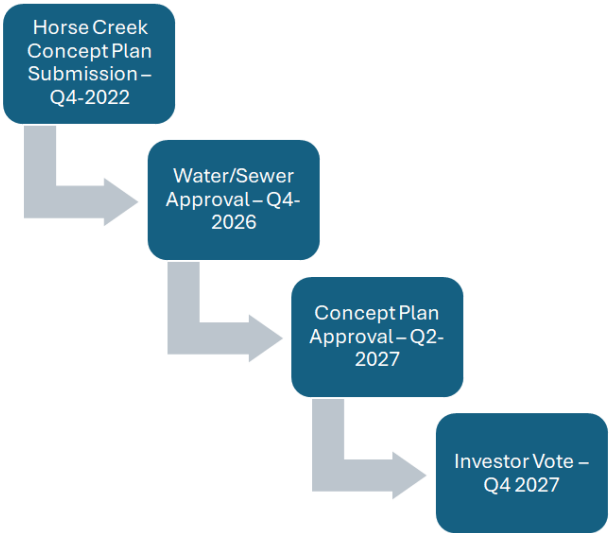 Horse Creek
Concept Plan
Submission –
Q4-2022
Water/Sewer
Approval – Q4-
2026
Concept Plan
Approval – Q2-
2027
Investor Vote –
Q4 2027